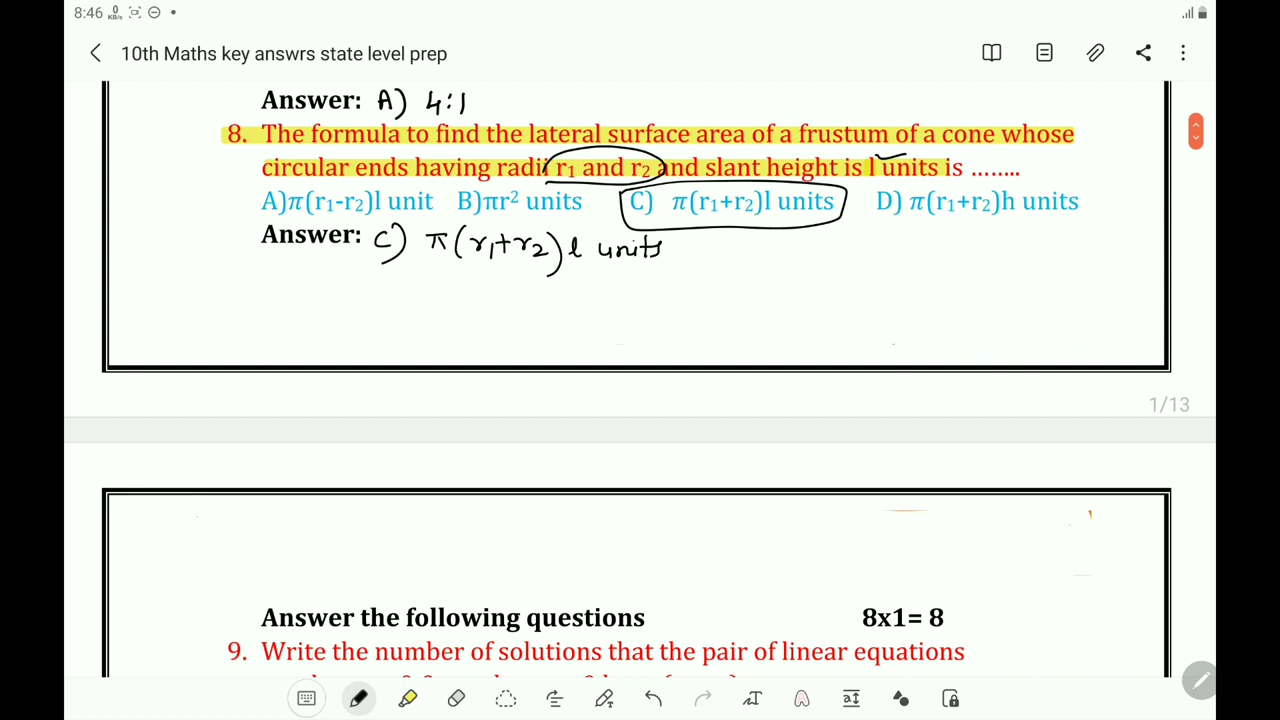 8:46 0 KB/s
10th Maths key answrs state level prep
Answer: A) 4:1
8. The formula to find the lateral surface area of a frustum of a cone whose
circular ends having radii r₁ and r₂ and slant height is l units is ........
A)π(r₁-r₂)l unit B)πr² units C) π(r₁+r₂)l units D) π(r₁+r₂)h units
Answer: C) π(r₁+r₂)l units
1/13
Answer the following questions 8x1= 8
9. Write the number of solutions that the pair of linear equations